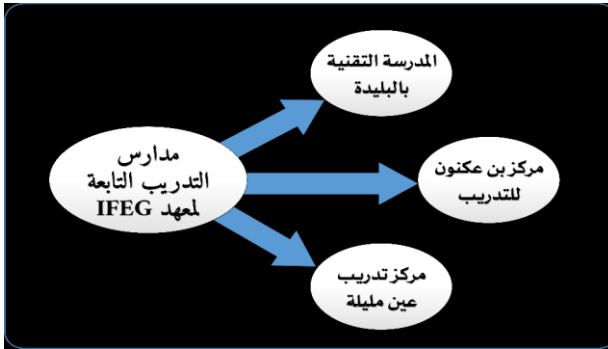 المدرسة التقنية
بالبليدة
مدارس
التدريب التابعة
لمعهد IFEG
مركز بن عكنون
للتدريب
مركز تدريب
عين مليلة